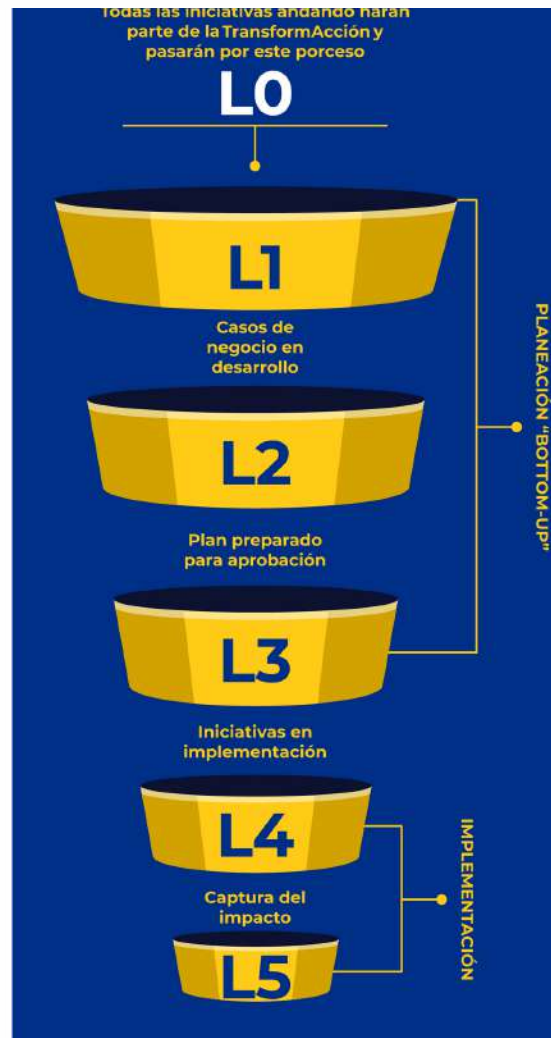 Todas las iniciativas andando harán
parte de la TransformAcción y
pasarán por este porceso
L0
L1
Casos de
negocio en
desarrollo
L2
Plan preparado
para aprobación
L3
Iniciativas en
implementación
L4
Captura del
impacto
L5
PLANEACIÓN “BOTTOM-UP”
IMPLEMENTACIÓN